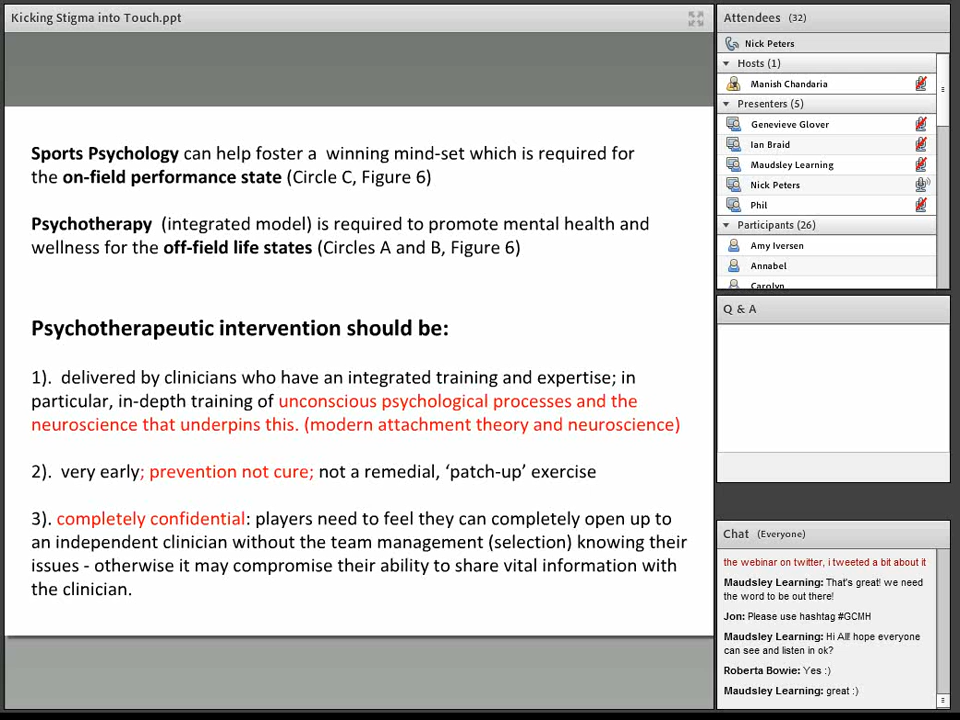 Kicking Stigma into Touch.ppt
Sports Psychology can help foster a winning mind-set which is required for
the on-field performance state (Circle C, Figure 6)
Psychotherapy (integrated model) is required to promote mental health and
wellness for the off-field life states (Circles A and B, Figure 6)
Psychotherapeutic intervention should be:
1). delivered by clinicians who have an integrated training and expertise; in
particular, in-depth training of unconscious psychological processes and the
neuroscience that underpins this. (modern attachment theory and neuroscience)
2). very early; prevention not cure; not a remedial, ‘patch-up’ exercise
3). completely confidential: players need to feel they can completely open up to
an independent clinician without the team management (selection) knowing their
issues - otherwise it may compromise their ability to share vital information with
the clinician.
Attendees (32)
Nick Peters
Hosts (1)
Manish Chandaria
Presenters (5)
Genevieve Glover
Ian Braid
Maudsley Learning
Nick Peters
Phil
Participants (26)
Amy Iversen
Annabel
Carolyn
Q & A
Chat (Everyone)
the webinar on twitter, i tweeted a bit about it
Maudsley Learning: That's great! we need
the word to be out there!
Jon: Please use hashtag #GCMH
Maudsley Learning: Hi All! hope everyone
can see and listen in ok?
Roberta Bowie: Yes :)
Maudsley Learning: great :)